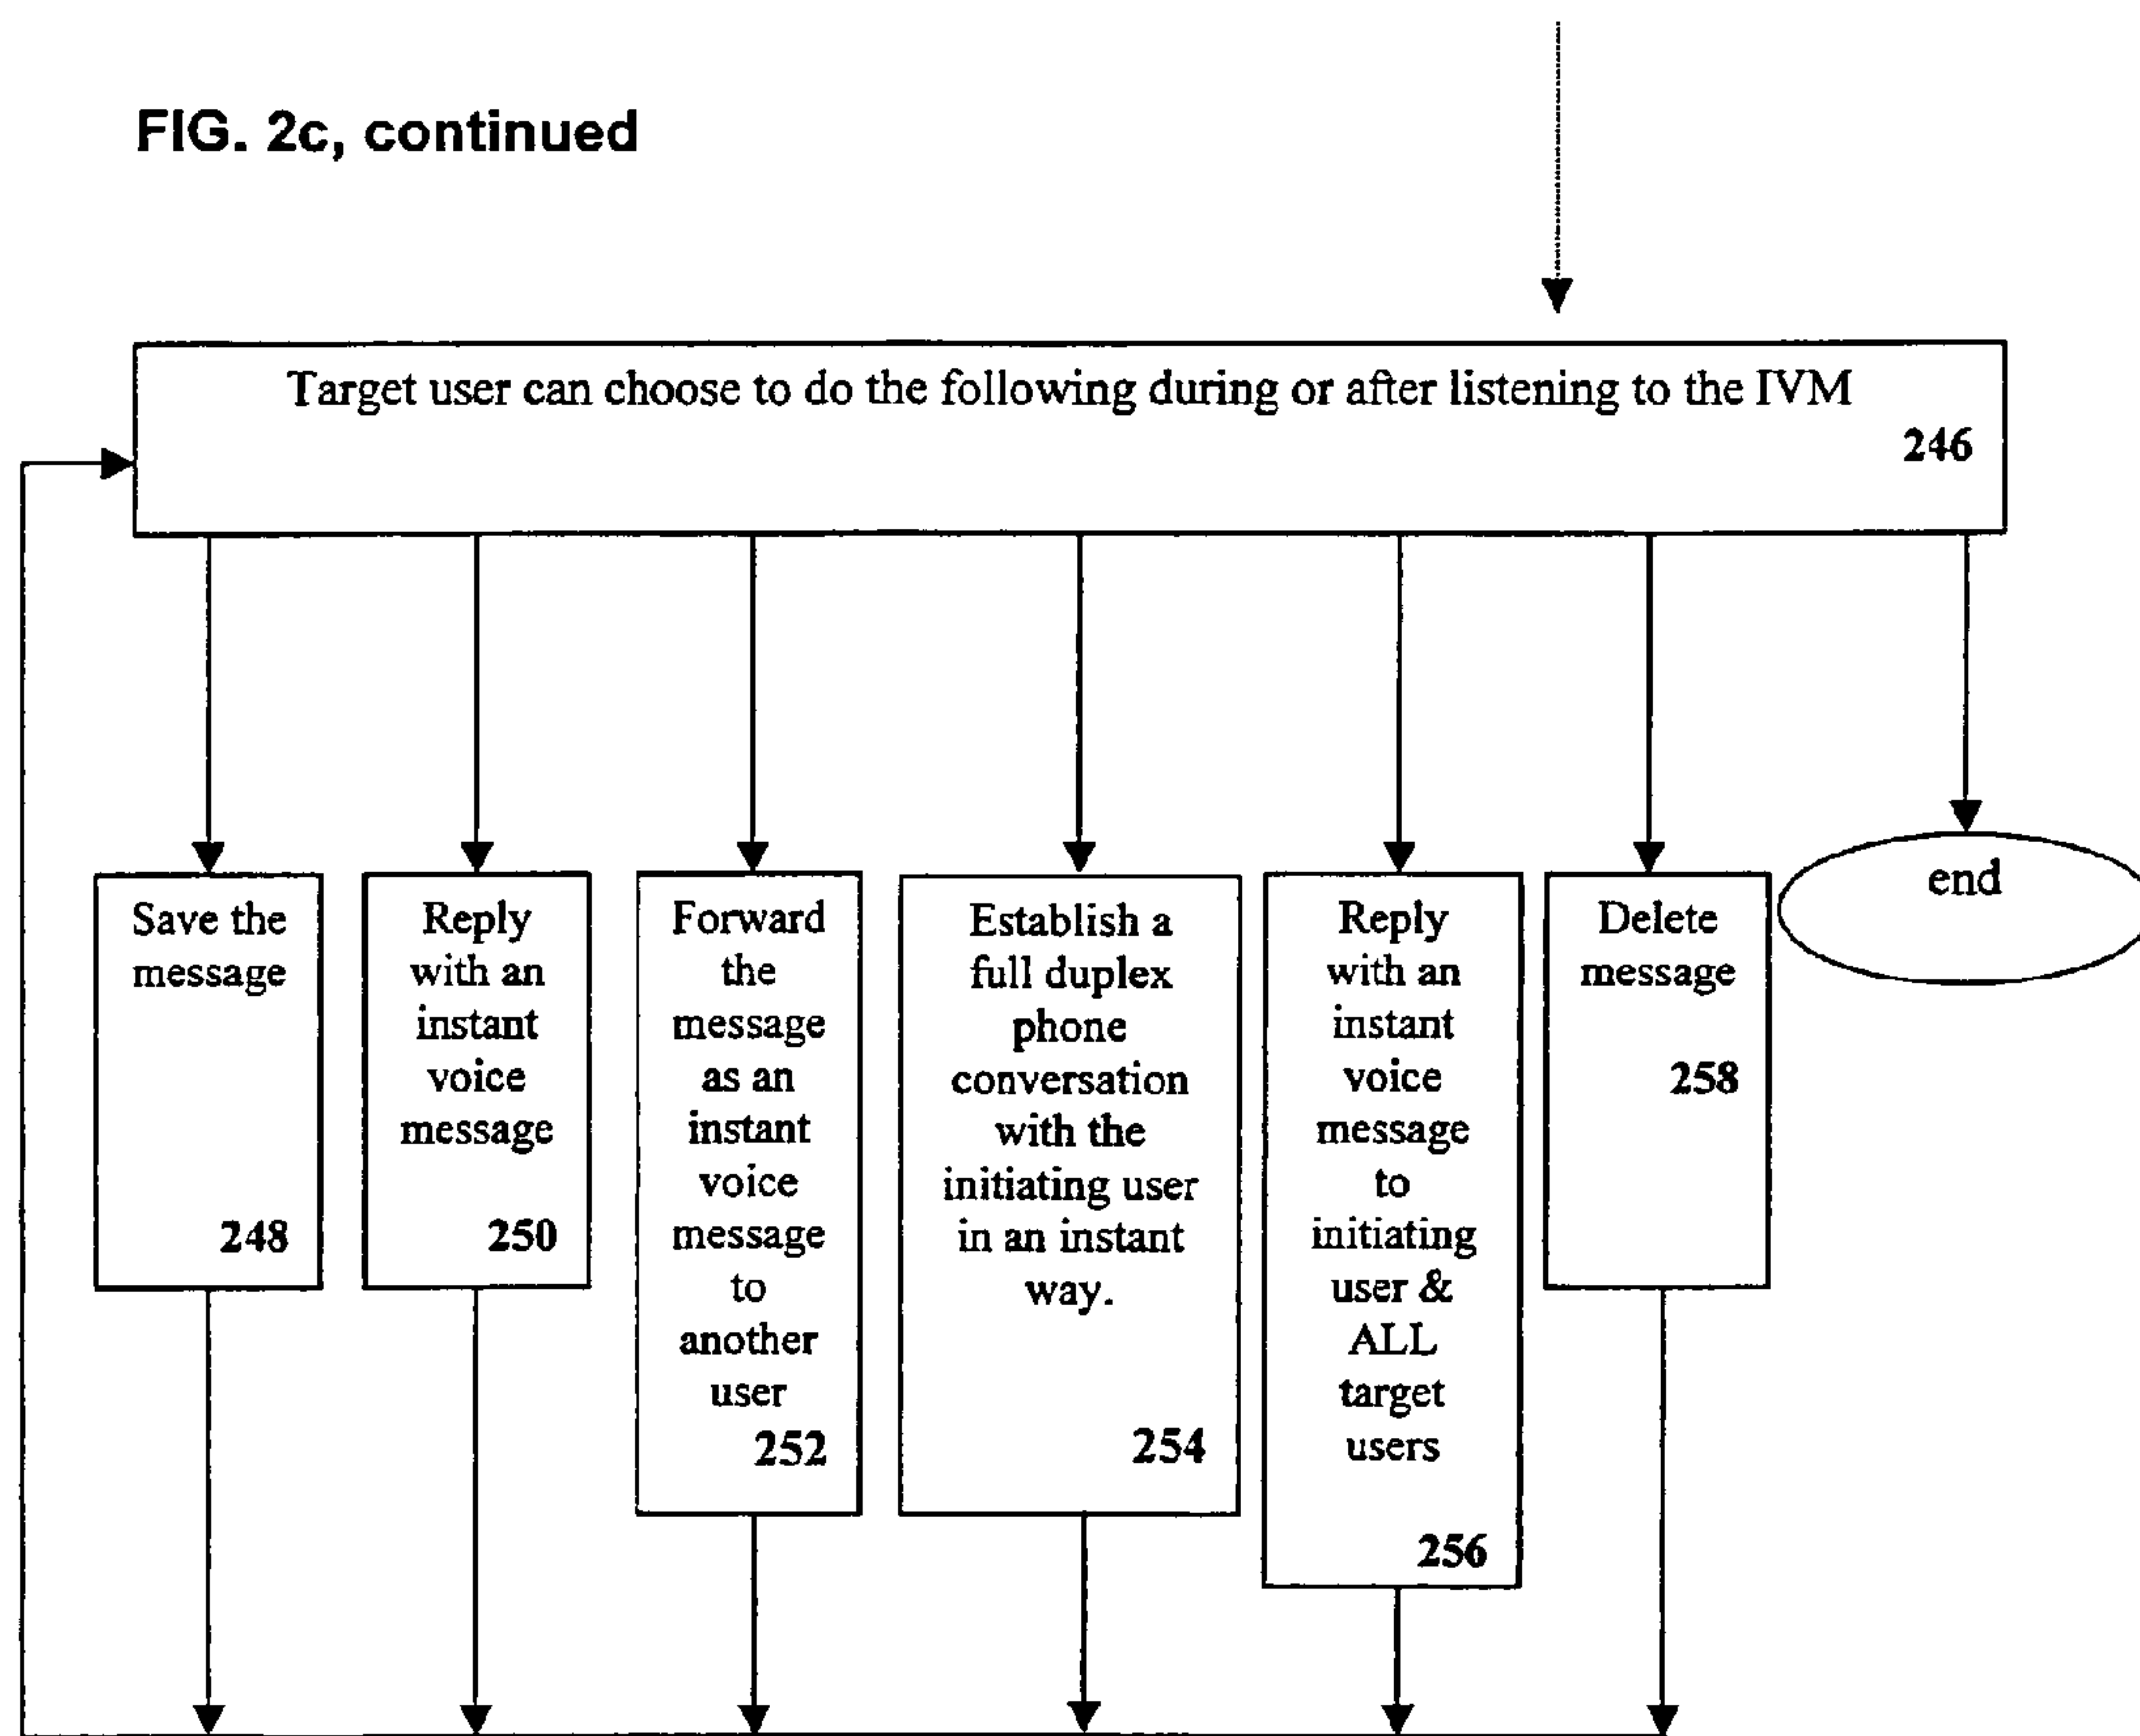 FIG. 2c, continued
Target user can choose to do the following during or after listening to the IVM
246
Save the
message
248
Reply
with an
instant
voice
message
250
Forward
the
message
as an
instant
voice
message
to
another
user
252
Establish a
full duplex
phone
conversation
with the
initiating user
in an instant
way.
254
Reply
with an
instant
voice
message
to
initiating
user &
ALL
target
users
256
Delete
message
258
end